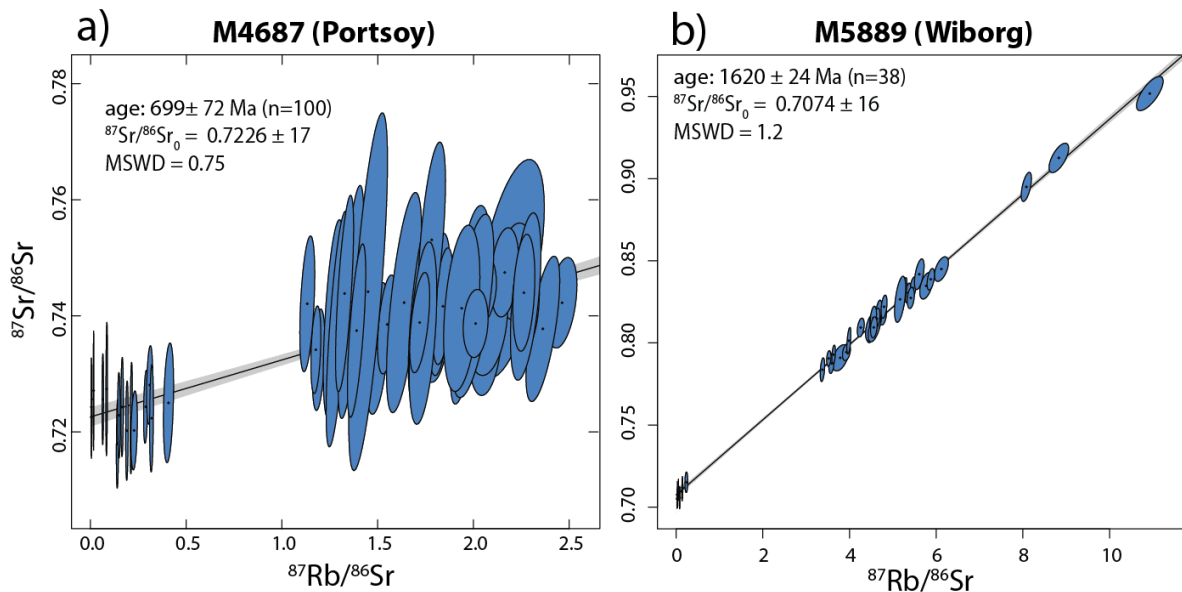 a)
M4687 (Portsoy)
age: 699± 72 Ma (n=100)
⁸⁷Sr/⁸⁶Sr₀ = 0.7226 ± 17
MSWD = 0.75
⁸⁷Sr/⁸⁶Sr
0.78
0.76
0.74
0.72
0.0 0.5 1.0 1.5 2.0 2.5
⁸⁷Rb/⁸⁶Sr
b)
M5889 (Wiborg)
age: 1620 ± 24 Ma (n=38)
⁸⁷Sr/⁸⁶Sr₀ = 0.7074 ± 16
MSWD = 1.2
0.95
0.90
0.85
0.80
0.75
0.70
0 2 4 6 8 10
⁸⁷Rb/⁸⁶Sr